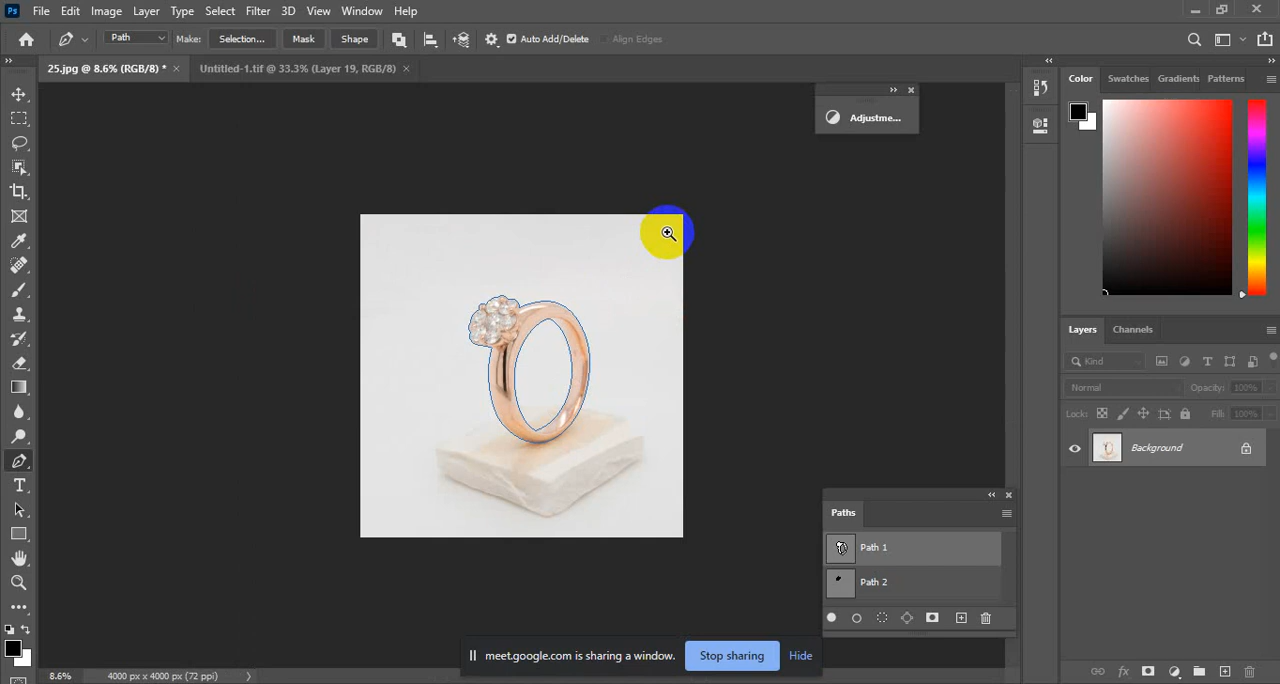 Ps File Edit Image Layer Type Select Filter 3D View Window Help
Path Make: Selection... Mask Shape Auto Add/Delete Align Edges
25.jpg @ 8.6% (RGB/8) * × Untitled-1.tif @ 33.3% (Layer 19, RGB/8) ×
Color Swatches Gradients Patterns
Adjustme...
Layers Channels
Kind
Normal Opacity: 100%
Lock: Fill: 100%
Background
Paths
Path 1
Path 2
meet.google.com is sharing a window. Stop sharing Hide
8.6% 4000 px x 4000 px (72 ppi)